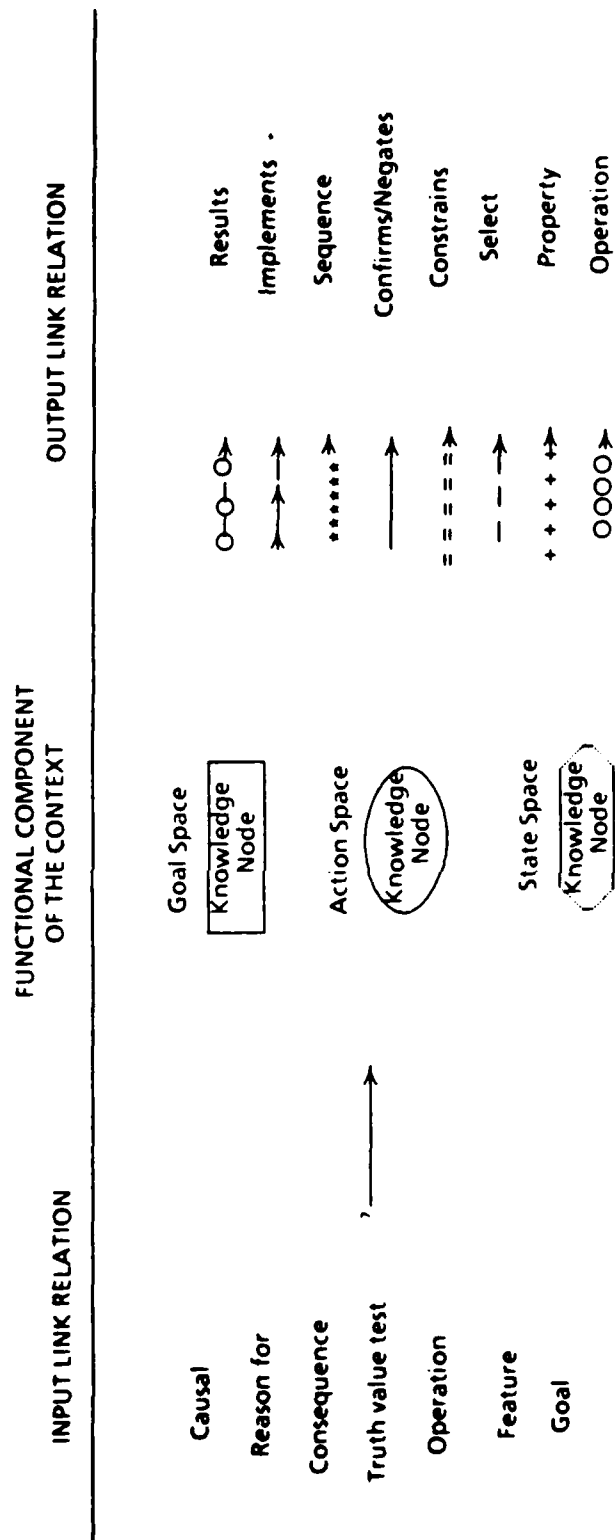 INPUT LINK RELATION
FUNCTIONAL COMPONENT
OF THE CONTEXT
OUTPUT LINK RELATION
Causal
Reason for
Consequence
Truth value test
Operation
Feature
Goal
Goal Space
Knowledge
Node
Action Space
Knowledge
Node
State Space
Knowledge
Node
Results
Implements
Sequence
Confirms/Negates
Constrains
Select
Property
Operation